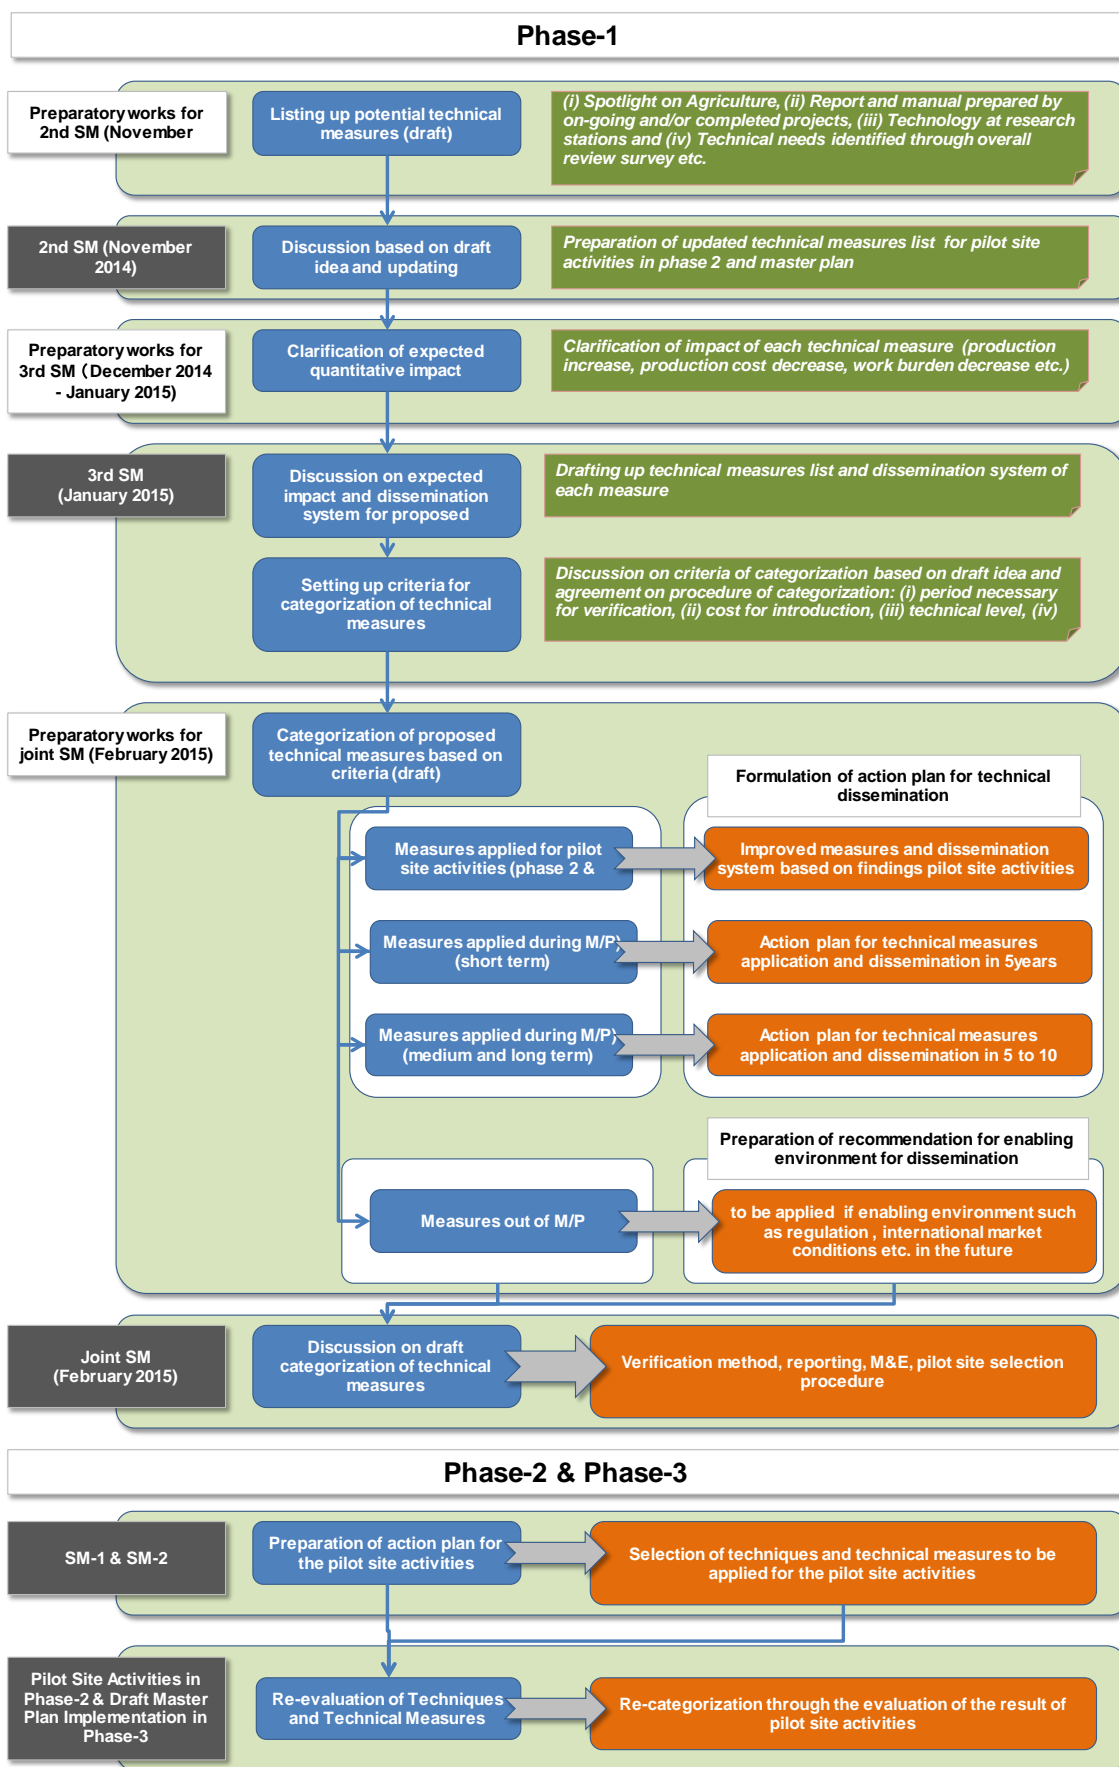 Phase-1
Preparatory works for
2nd SM (November
Listing up potential technical
measures (draft)
(i) Spotlight on Agriculture, (ii) Report and manual prepared by
on-going and/or completed projects, (iii) Technology at research
stations and (iv) Technical needs identified through overall
review survey etc.
2nd SM (November
2014)
Discussion based on draft
idea and updating
Preparation of updated technical measures list for pilot site
activities in phase 2 and master plan
Preparatory works for
3rd SM (December 2014
- January 2015)
Clarification of expected
quantitative impact
Clarification of impact of each technical measure (production
increase, production cost decrease, work burden decrease etc.)
3rd SM
(January 2015)
Discussion on expected
impact and dissemination
system for proposed
Drafting up technical measures list and dissemination system of
each measure
Setting up criteria for
categorization of technical
measures
Discussion on criteria of categorization based on draft idea and
agreement on procedure of categorization: (i) period necessary
for verification, (ii) cost for introduction, (iii) technical level, (iv)
Preparatory works for
joint SM (February 2015)
Categorization of proposed
technical measures based on
criteria (draft)
Formulation of action plan for technical
dissemination
Measures applied for pilot
site activities (phase 2 &
Improved measures and dissemination
system based on findings pilot site activities
Measures applied during M/P)
(short term)
Action plan for technical measures
application and dissemination in 5years
Measures applied during M/P)
(medium and long term)
Action plan for technical measures
application and dissemination in 5 to 10
Preparation of recommendation for enabling
environment for dissemination
Measures out of M/P
to be applied if enabling environment such
as regulation , international market
conditions etc. in the future
Joint SM
(February 2015)
Discussion on draft
categorization of technical
measures
Verification method, reporting, M&E, pilot site selection
procedure
Phase-2 & Phase-3
SM-1 & SM-2
Preparation of action plan for
the pilot site activities
Selection of techniques and technical measures to be
applied for the pilot site activities
Pilot Site Activities in
Phase-2 & Draft Master
Plan Implementation in
Phase-3
Re-evaluation of Techniques
and Technical Measures
Re-categorization through the evaluation of the result of
pilot site activities